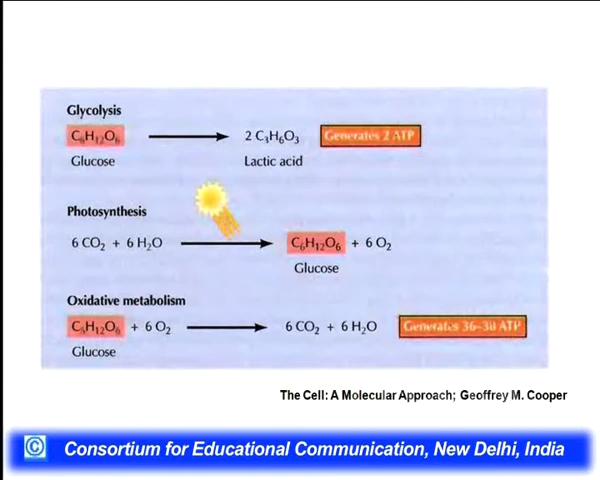 Glycolysis
C₆H₁₂O₆ 2 C₃H₆O₃ Generates 2 ATP
Glucose Lactic acid
Photosynthesis
6 CO₂ + 6 H₂O C₆H₁₂O₆ + 6 O₂
Glucose
Oxidative metabolism
C₆H₁₂O₆ + 6 O₂ 6 CO₂ + 6 H₂O Generates 36–38 ATP
Glucose
The Cell: A Molecular Approach; Geoffrey M. Cooper
© Consortium for Educational Communication, New Delhi, India